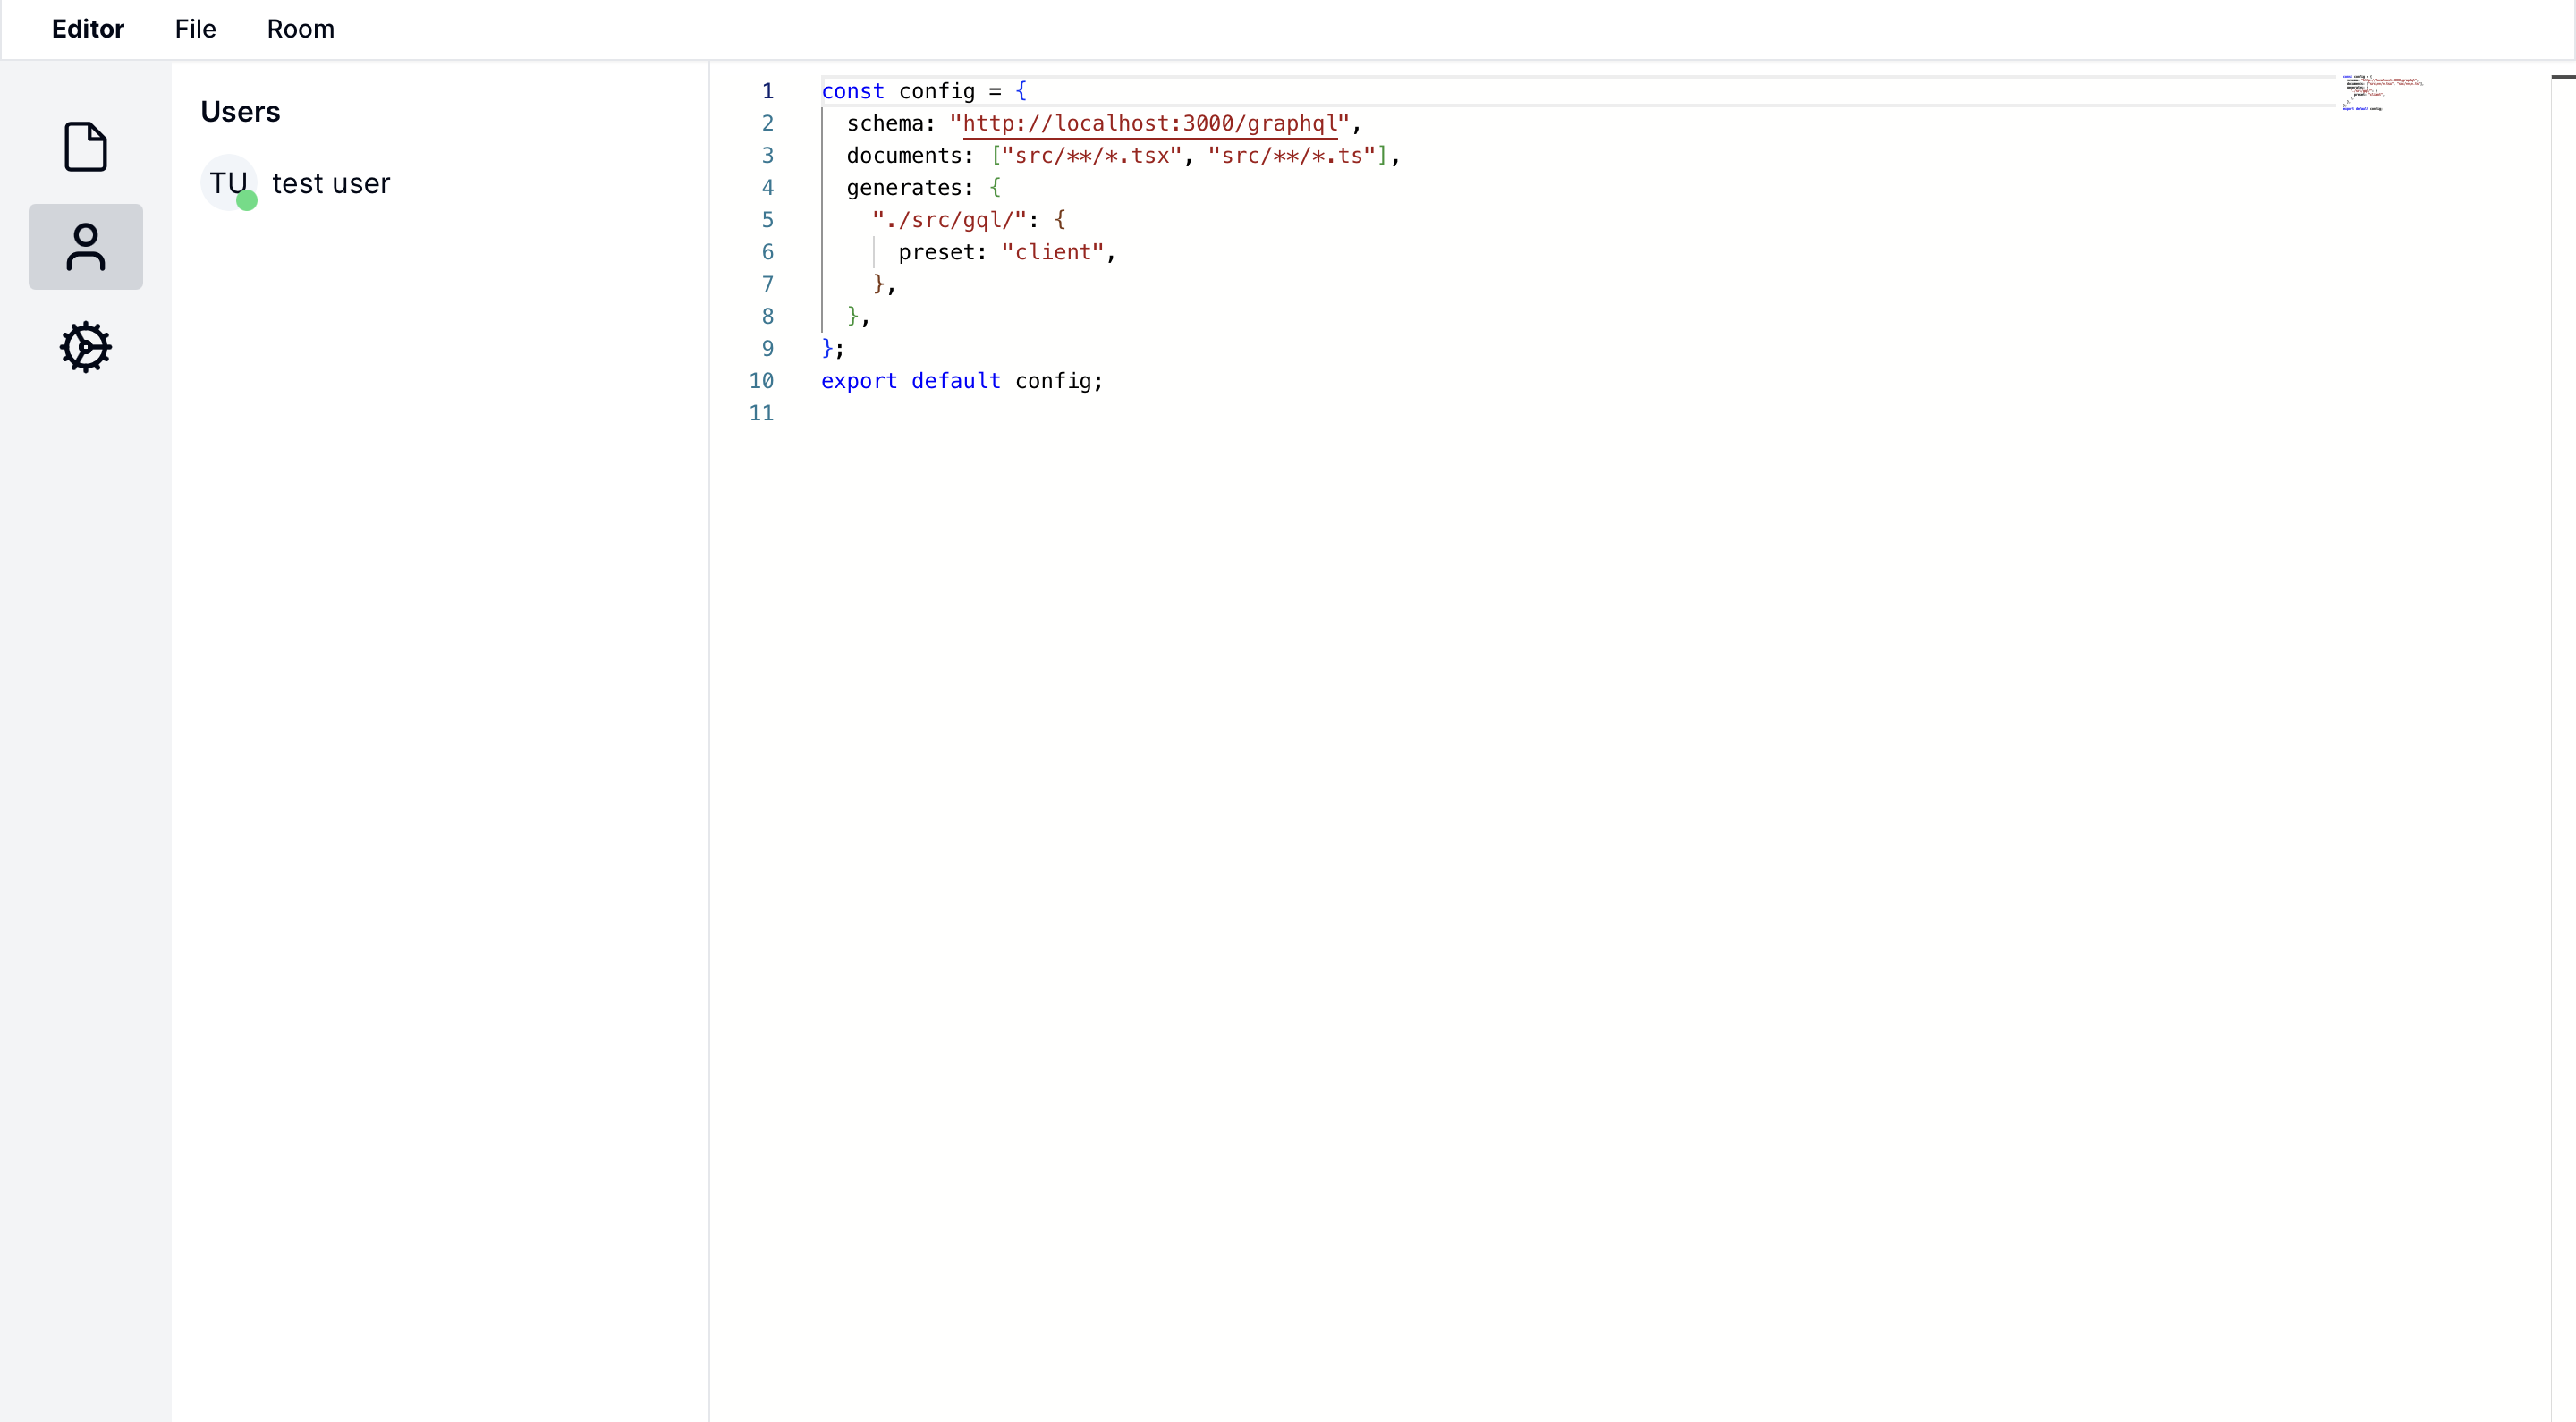 Editor File Room
Users
TU test user
1 const config = {
2 schema: "http://localhost:3000/graphql",
3 documents: ["src/**/*.tsx", "src/**/*.ts"],
4 generates: {
5 "./src/gql/": {
6 preset: "client",
7 },
8 },
9 };
10 export default config;
11